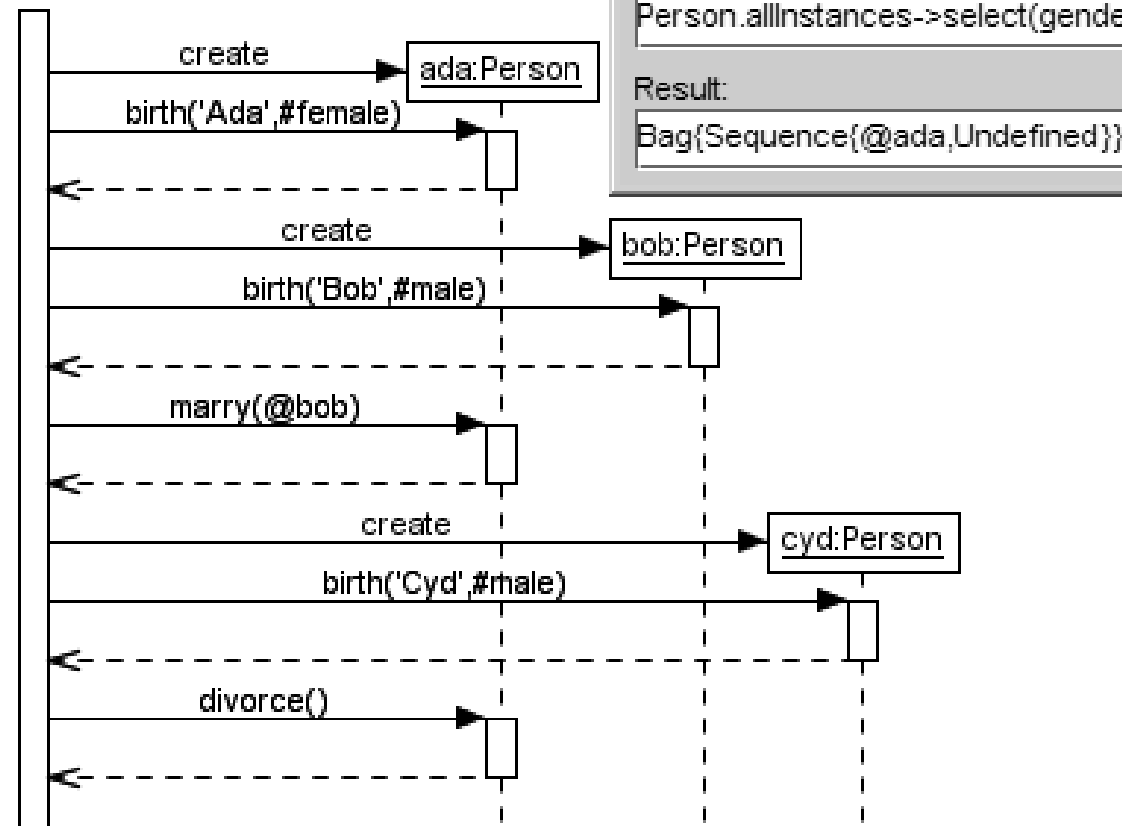 Person.allInstances->select(gende
create
ada:Person
birth('Ada',#female)
Result:
Bag{Sequence{@ada,Undefined}}
create
bob:Person
birth('Bob',#male)
marry(@bob)
create
cyd:Person
birth('Cyd',#male)
divorce()